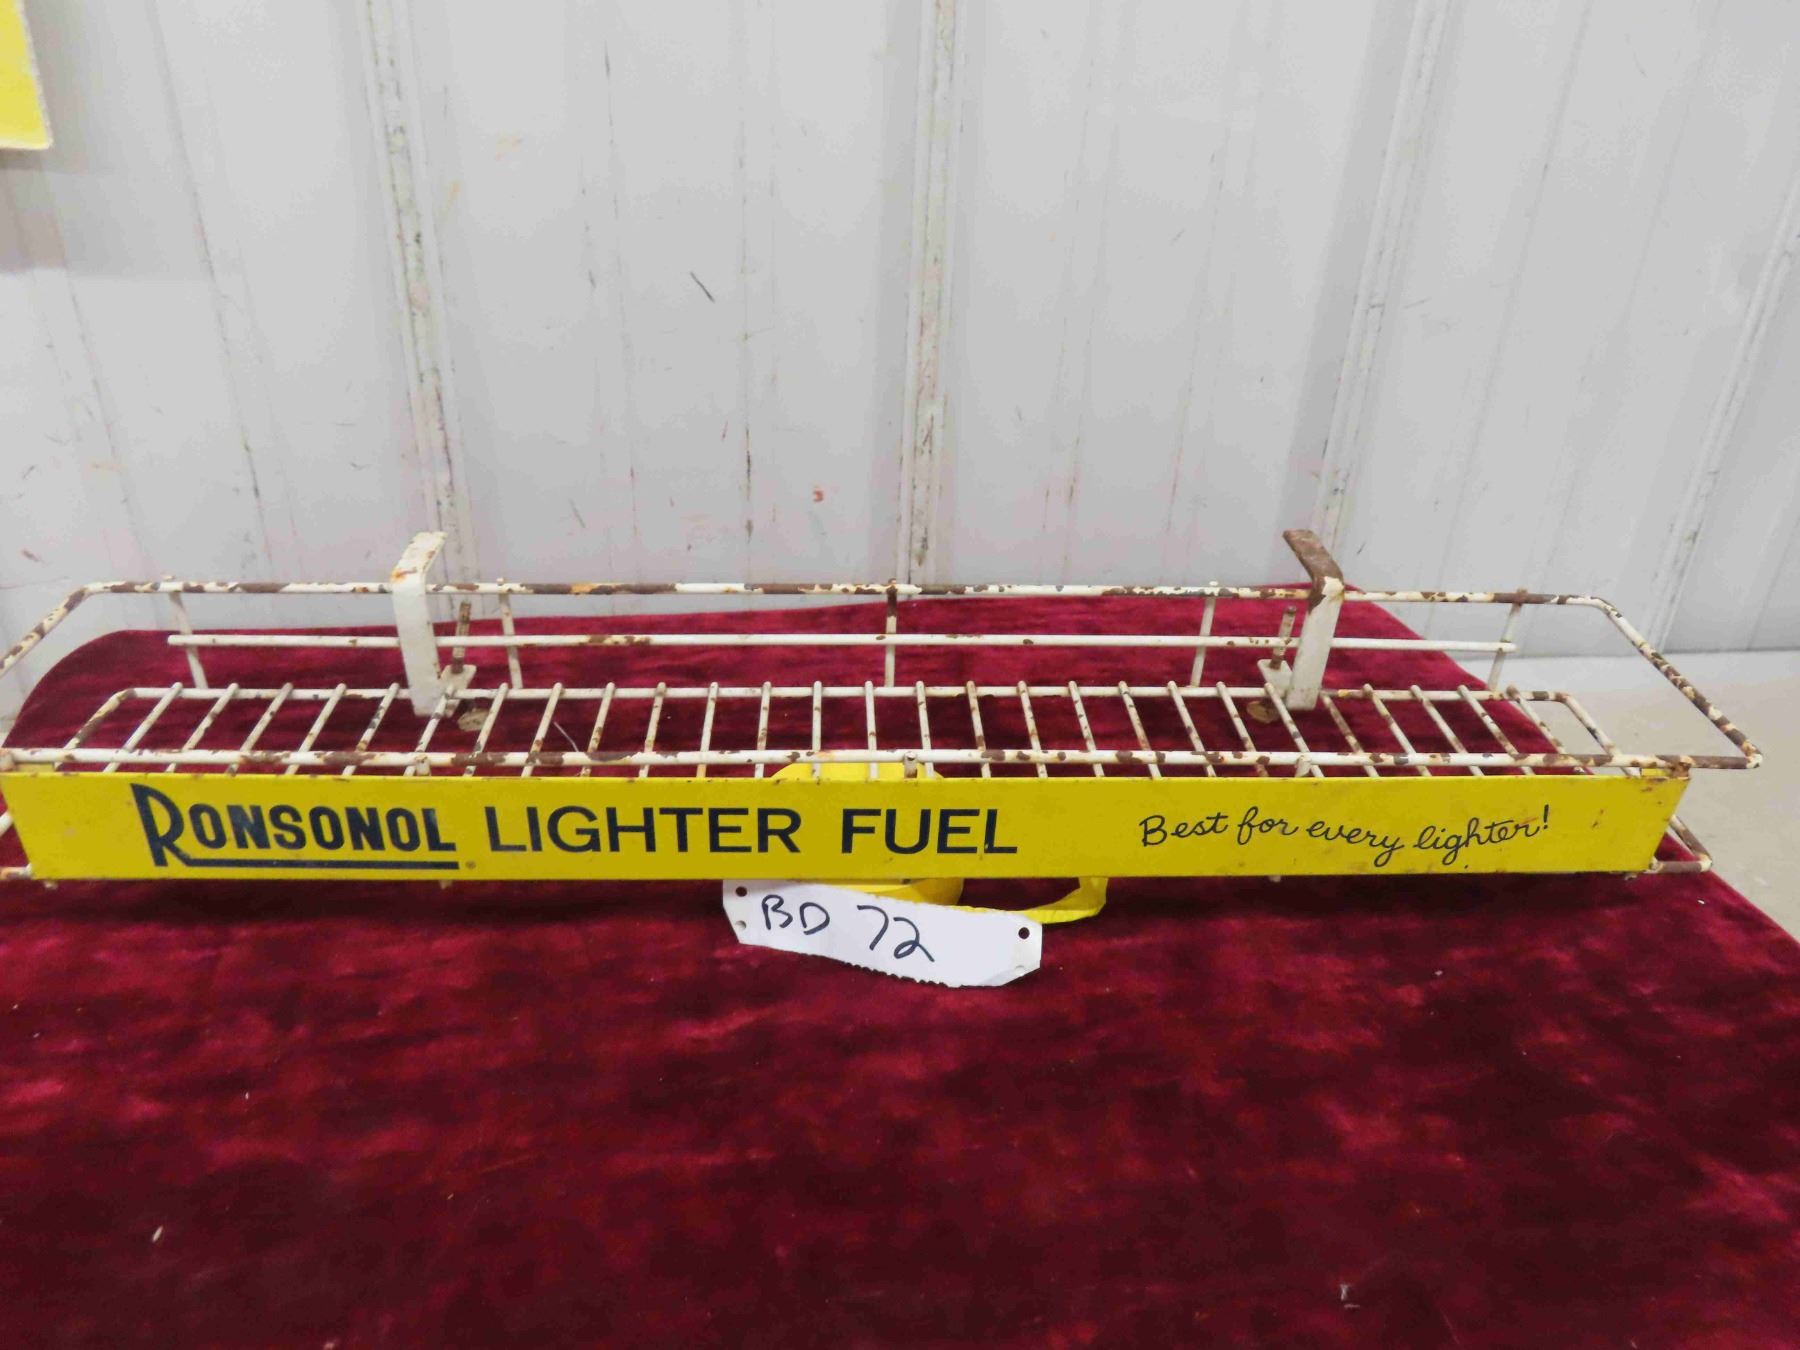 RONSONOL LIGHTER FUEL Best for every lighter!
BD 72